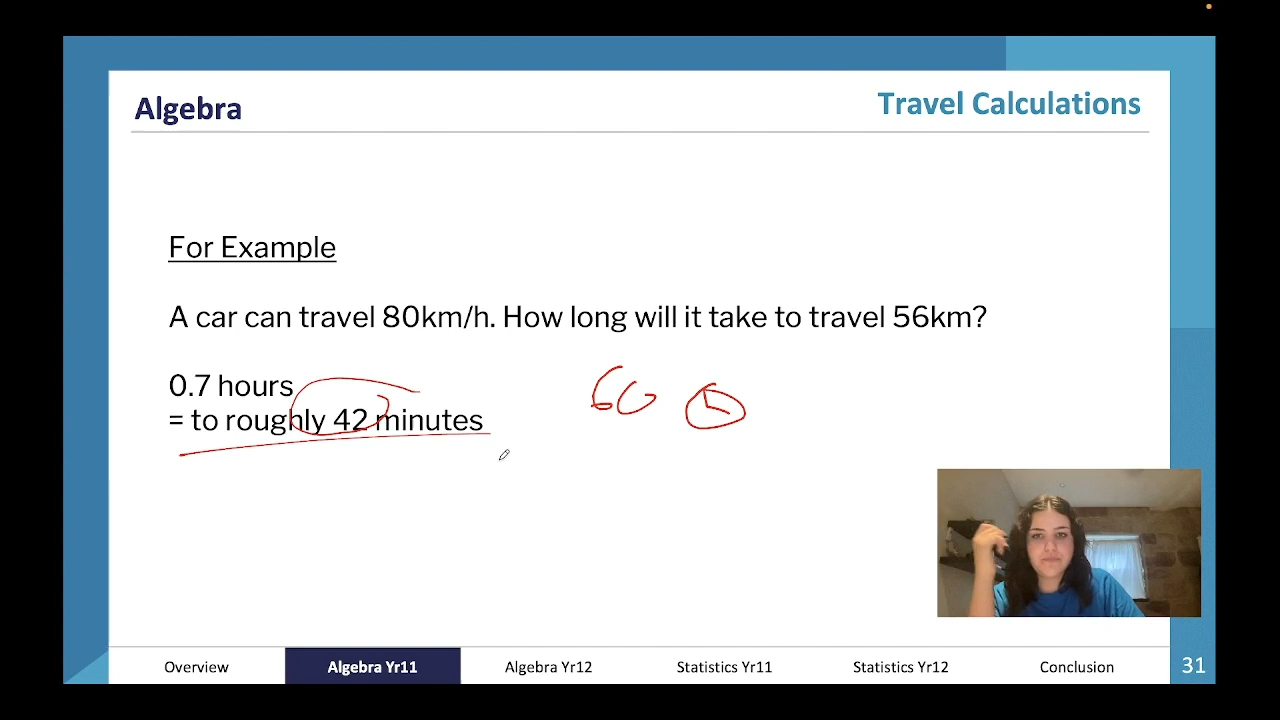 Algebra
Travel Calculations
For Example
A car can travel 80km/h. How long will it take to travel 56km?
0.7 hours
= to roughly 42 minutes
60
Overview
Algebra Yr11
Algebra Yr12
Statistics Yr11
Statistics Yr12
Conclusion
31